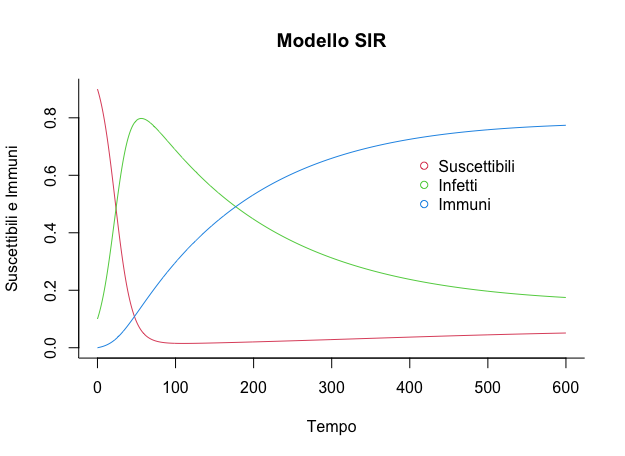 Modello SIR
Suscettibili e Immuni
0.8
0.6
0.4
0.2
0.0
Suscettibili
Infetti
Immuni
0 100 200 300 400 500 600
Tempo